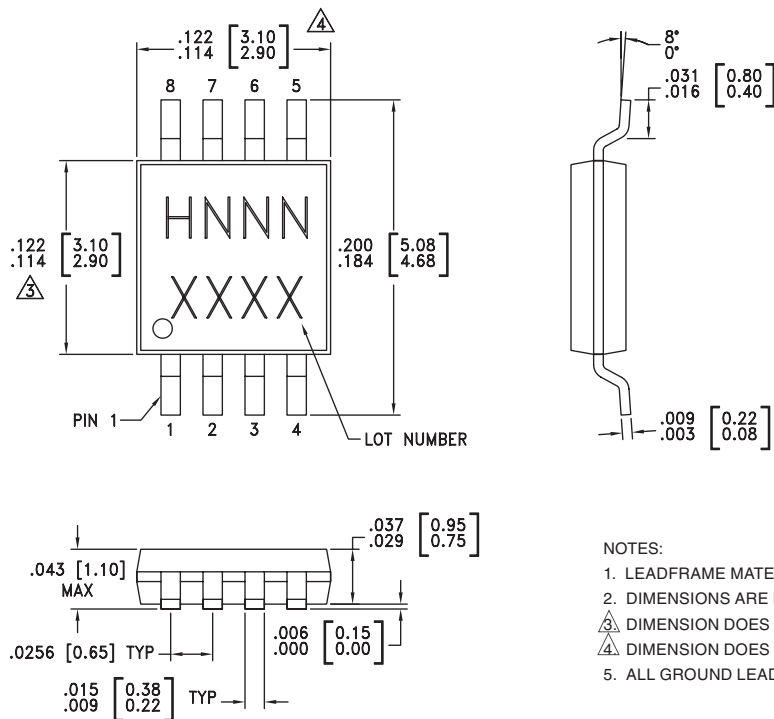 4
.122 [3.10]
.114 [2.90]
8 7 6 5
8°
0°
.031 [0.80]
.016 [0.40]
HNNN
XXXX
.122 [3.10]
.114 [2.90]
3
.200 [5.08]
.184 [4.68]
PIN 1
1 2 3 4
LOT NUMBER
.009 [0.22]
.003 [0.08]
.037 [0.95]
.029 [0.75]
.043 [1.10]
MAX
.0256 [0.65] TYP
.006 [0.15]
.000 [0.00]
.015 [0.38]
.009 [0.22]
TYP
NOTES:
1. LEADFRAME MATE
2. DIMENSIONS ARE
3. DIMENSION DOES
4. DIMENSION DOES
5. ALL GROUND LEAD